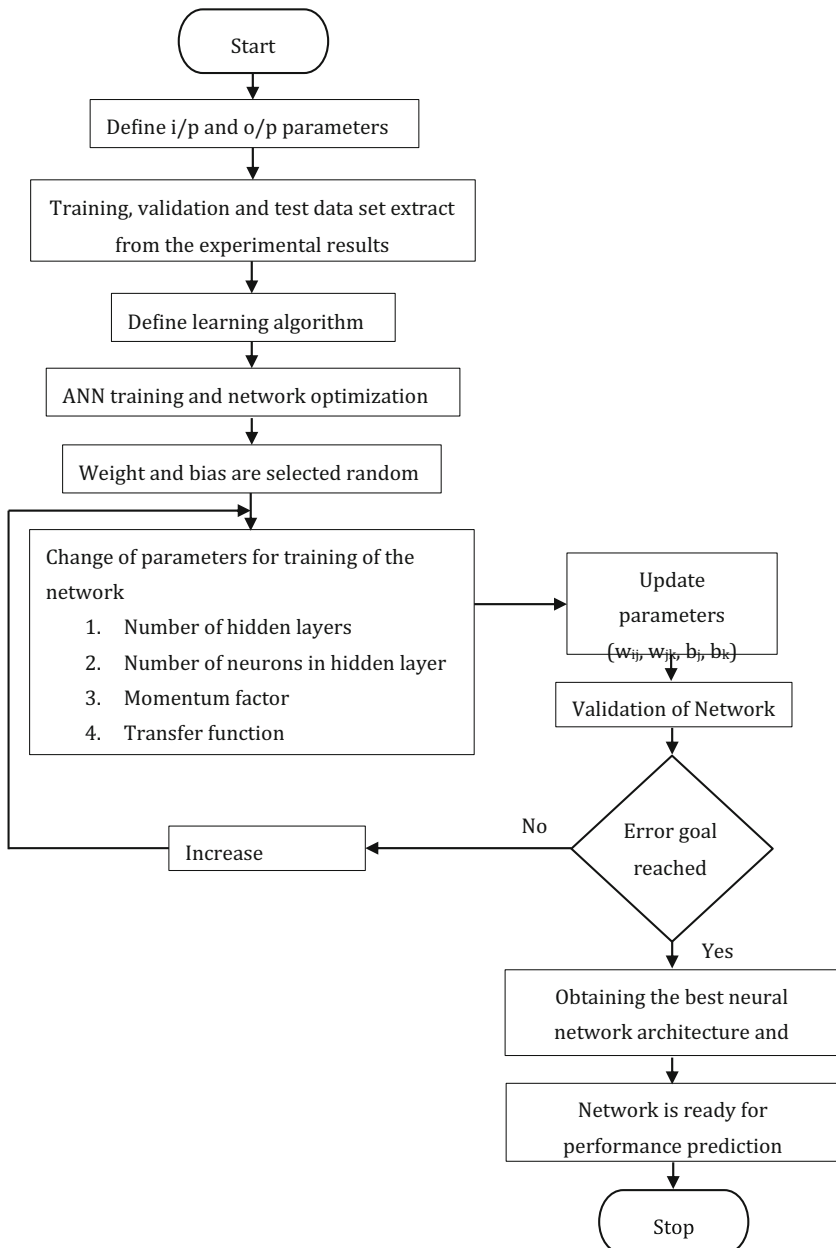 Start
Define i/p and o/p parameters
Training, validation and test data set extract
from the experimental results
Define learning algorithm
ANN training and network optimization
Weight and bias are selected random
Change of parameters for training of the
network
1. Number of hidden layers
2. Number of neurons in hidden layer
3. Momentum factor
4. Transfer function
Update
parameters
(wij, wjk, bj, bk)
Validation of Network
Error goal
reached
No
Increase
Yes
Obtaining the best neural
network architecture and
Network is ready for
performance prediction
Stop